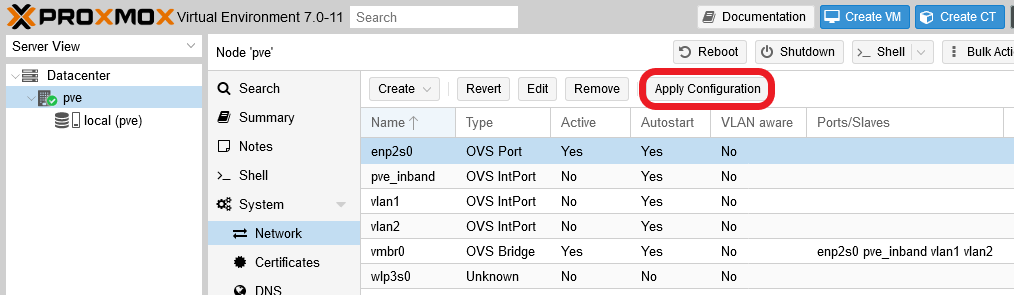 PROXMOX Virtual Environment 7.0-11 Search Documentation Create VM Create CT
Server View Node 'pve' Reboot Shutdown Shell Bulk Acti
Datacenter
pve
local (pve)
Search
Summary
Notes
Shell
System
Network
Certificates
DNS
Create Revert Edit Remove Apply Configuration
Name Type Active Autostart VLAN aware Ports/Slaves
enp2s0 OVS Port Yes Yes No
pve_inband OVS IntPort No Yes No
vlan1 OVS IntPort No Yes No
vlan2 OVS IntPort No Yes No
vmbr0 OVS Bridge Yes Yes No enp2s0 pve_inband vlan1 vlan2
wlp3s0 Unknown No No No